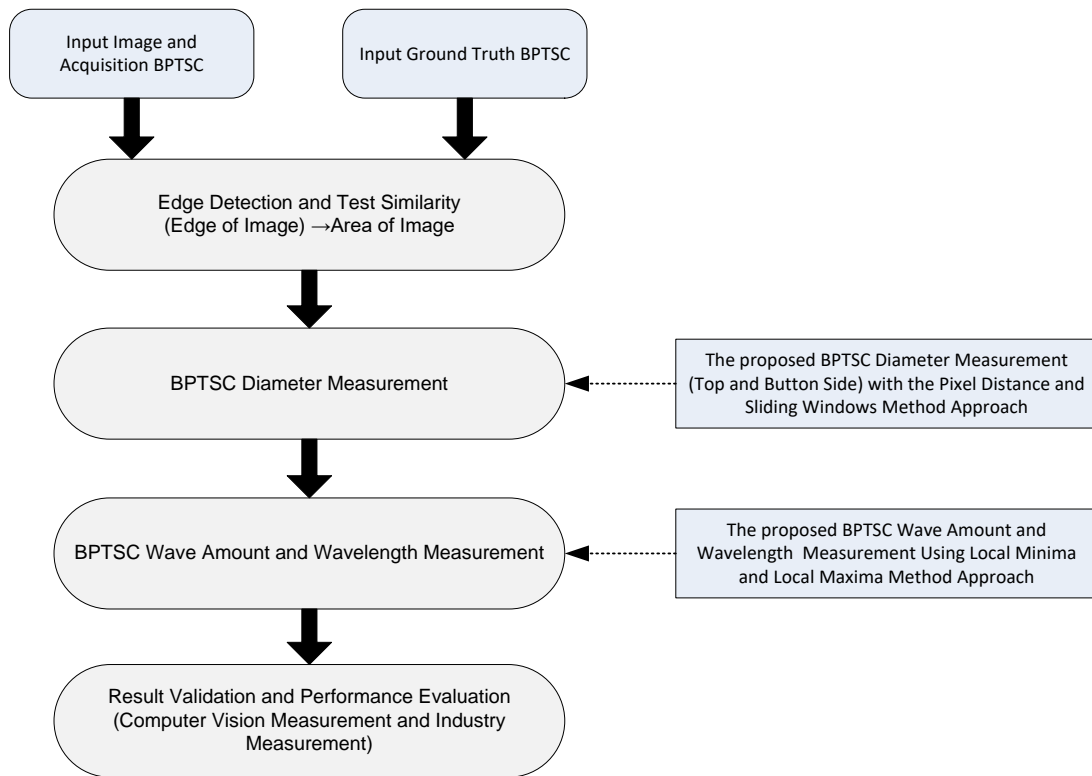 Input Image and
Acquisition BPTSC
Input Ground Truth BPTSC
Edge Detection and Test Similarity
(Edge of Image) →Area of Image
BPTSC Diameter Measurement
The proposed BPTSC Diameter Measurement
(Top and Button Side) with the Pixel Distance and
Sliding Windows Method Approach
BPTSC Wave Amount and Wavelength Measurement
The proposed BPTSC Wave Amount and
Wavelength Measurement Using Local Minima
and Local Maxima Method Approach
Result Validation and Performance Evaluation
(Computer Vision Measurement and Industry
Measurement)